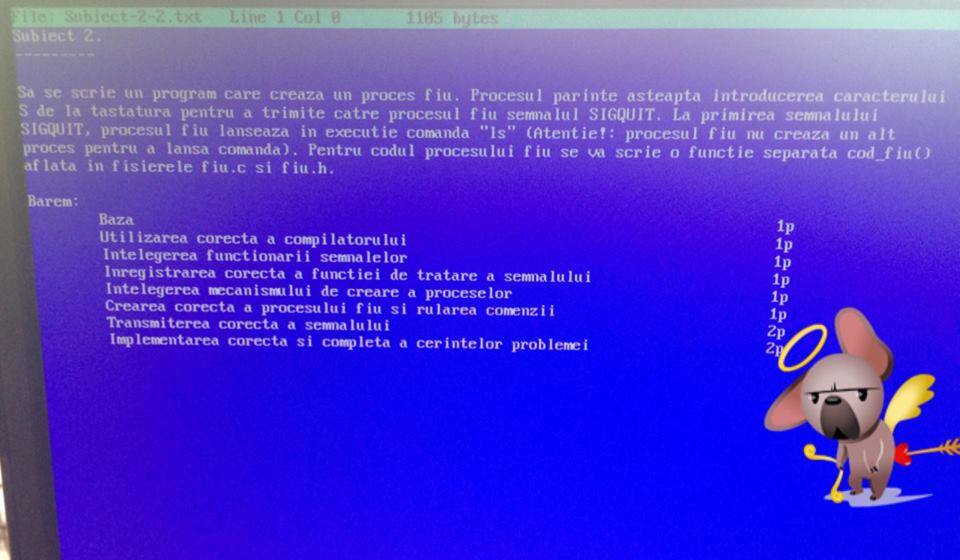 File: Subiect-2-2.txt Line 1 Col 0 1105 bytes
Subiect 2.
---------
Sa se scrie un program care creaza un proces fiu. Procesul parinte asteapta introducerea caracterului
S de la tastatura pentru a trimite catre procesul fiu semnalul SIGQUIT. La primirea semnalului
SIGQUIT, procesul fiu lanseaza in executie comanda "ls" (Atentie!: procesul fiu nu creaza un alt
proces pentru a lansa comanda). Pentru codul procesului fiu se va scrie o functie separata cod_fiu()
aflata in fisierele fiu.c si fiu.h.
Barem:
Baza 1p
Utilizarea corecta a compilatorului 1p
Intelegerea functionarii semnalelor 1p
Inregistrarea corecta a functiei de tratare a semnalului 1p
Intelegerea mecanismului de creare a proceselor 1p
Crearea corecta a procesului fiu si rularea comenzii 1p
Transmiterea corecta a semnalului 2p
Implementarea corecta si completa a cerintelor problemei 2p